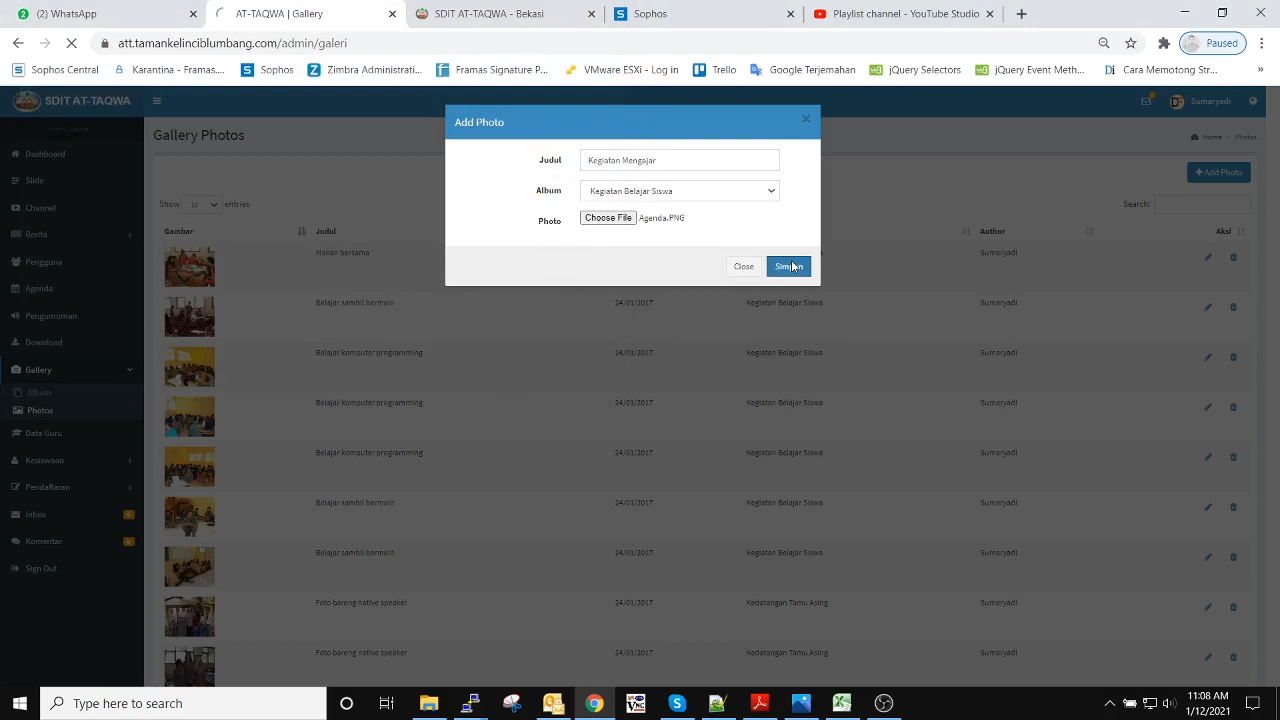 (2) WhatsApp
AT-TAQWA | Gallery
SDIT AT-TAQWA - Bekasi
Sophos
Playlist channel - YouTube Studio
att.tamankelinciblumbang.com/admin/galeri
Paused
Sophos Central
Karantina - Framas...
Sophos
Zimbra Administrati...
Framas Signature P...
VMware ESXi - Log in
Trello
Google Terjemahan
jQuery Selectors
jQuery Event Meth...
Cara Memotong Str...
SDIT AT-TAQWA
Sumaryadi
Gallery Photos
Home
Photos
Dashboard
Slide
Channel
Berita
Pengguna
Agenda
Pengumuman
Download
Gallery
Album
Photos
Data Guru
Kesiswaan
Pendaftaran
Inbox 0
Komentar 0
Sign Out
Add Photo
Judul Kegiatan Mengajar
Album Kegiatan Belajar Siswa
Photo Choose File Agenda.PNG
Close Simpan
+ Add Photo
Show 10 entries
Search:
Gambar Judul Author Aksi
Makan bersama Sumaryadi
Belajar sambil bermain 24/01/2017 Kegiatan Belajar Siswa Sumaryadi
Belajar komputer programming 24/01/2017 Kegiatan Belajar Siswa Sumaryadi
Belajar komputer programming 24/01/2017 Kegiatan Belajar Siswa Sumaryadi
Belajar komputer programming 24/01/2017 Kegiatan Belajar Siswa Sumaryadi
Belajar sambil bermain 24/01/2017 Kegiatan Belajar Siswa Sumaryadi
Belajar sambil bermain 24/01/2017 Kegiatan Belajar Siswa Sumaryadi
Foto bareng native speaker 24/01/2017 Kedatangan Tamu Asing Sumaryadi
Foto bareng native speaker 24/01/2017 Kedatangan Tamu Asing Sumaryadi
Type here to search
11:08 AM
1/12/2021